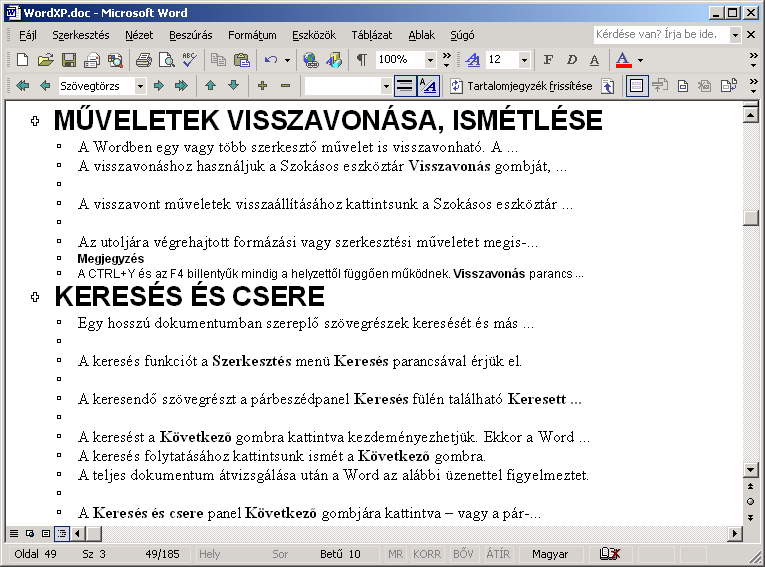 WordXP.doc - Microsoft Word
Fájl Szerkesztés Nézet Beszúrás Formátum Eszközök Táblázat Ablak Súgó Kérdése van? Írja be ide.
100% 12 F D A A
Szövegtörzs Tartalomjegyzék frissítése
MŰVELETEK VISSZAVONÁSA, ISMÉTLÉSE
A Wordben egy vagy több szerkesztő művelet is visszavonható. A ...
A visszavonáshoz használjuk a Szokásos eszköztár Visszavonás gombját, ...
A visszavont műveletek visszaállításához kattintsunk a Szokásos eszköztár ...
Az utoljára végrehajtott formázási vagy szerkesztési műveletet megis-...
Megjegyzés
A CTRL+Y és az F4 billentyűk mindig a helyzettől függően működnek. Visszavonás parancs ...
KERESÉS ÉS CSERE
Egy hosszú dokumentumban szereplő szövegrészek keresését és más ...
A keresés funkciót a Szerkesztés menü Keresés parancsával érjük el.
A keresendő szövegrészt a párbeszédpanel Keresés fülén található Keresett ...
A keresést a Következő gombra kattintva kezdeményezhetjük. Ekkor a Word ...
A keresés folytatásához kattintsunk ismét a Következő gombra.
A teljes dokumentum átvizsgálása után a Word az alábbi üzenettel figyelmeztet.
A Keresés és csere panel Következő gombjára kattintva – vagy a pár-...
Oldal 49 Sz 3 49/185 Hely Sor Betű 10 MR KORR BŐV ÁTÍR Magyar